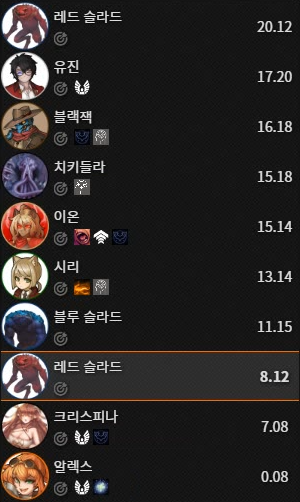 레드 슬라드
20.12
유진
17.20
블랙잭
16.18
치키틀라
15.18
이온
15.14
시리
13.14
블루 슬라드
11.15
레드 슬라드
8.12
크리스피나
7.08
알렉스
0.08